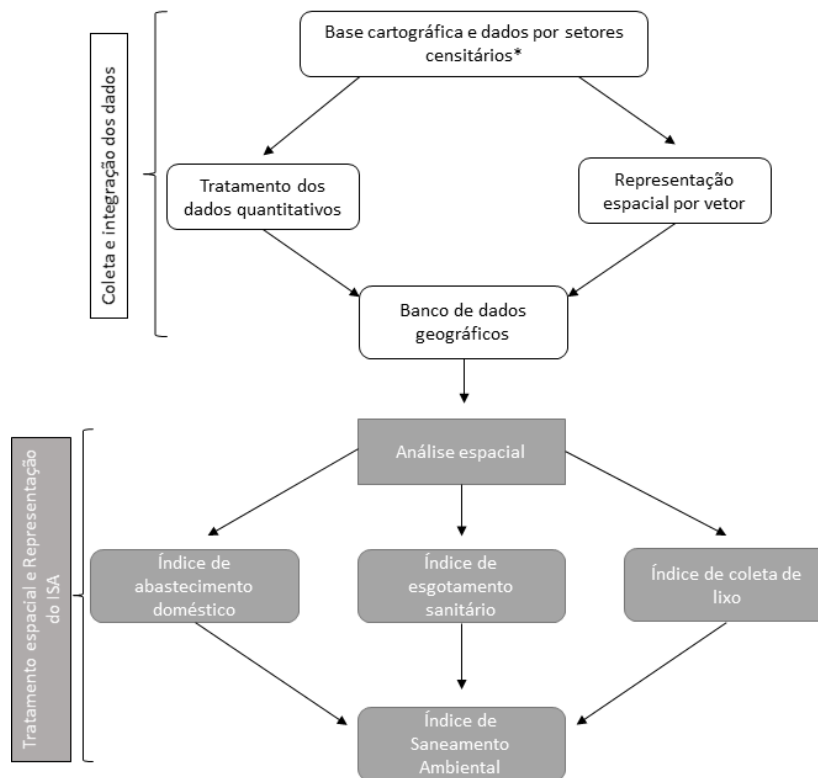 Base cartográfica e dados por setores
censitários*
Coleta e integração dos dados
Tratamento dos
dados quantitativos
Representação
espacial por vetor
Banco de dados
geográficos
Tratamento espacial e Representação
do ISA
Análise espacial
Índice de
abastecimento
doméstico
Índice de
esgotamento
sanitário
Índice de coleta de
lixo
Índice de
Saneamento
Ambiental